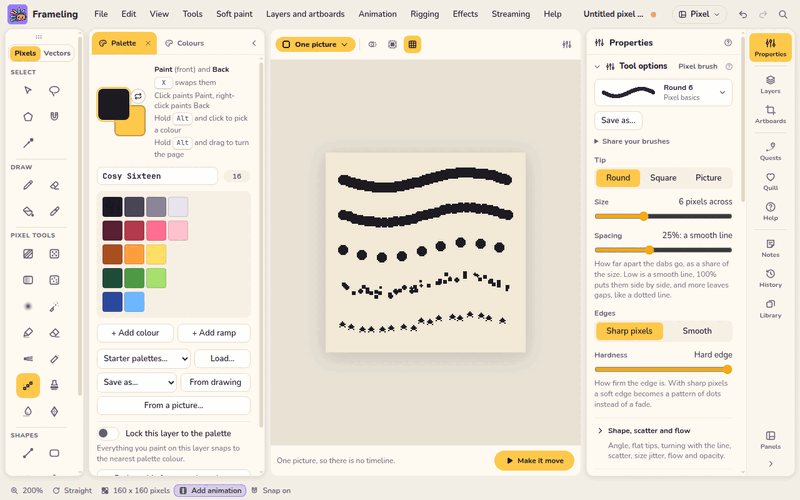 Frameling File Edit View Tools Soft paint Layers and artboards Animation Rigging Effects Streaming Help Untitled pixel ... Pixel
Pixels Vectors
SELECT
DRAW
PIXEL TOOLS
SHAPES
Palette Colours
Paint (front) and Back
X swaps them
Click paints Paint, right-
click paints Back
Hold Alt and click to pick
a colour
Hold Alt and drag to turn
the page
Cosy Sixteen 16
+ Add colour + Add ramp
Starter palettes... Load...
Save as... From drawing
From a picture...
Lock this layer to the palette
Everything you paint on this layer snaps to
the nearest palette colour.
One picture
One picture, so there is no timeline.
Make it move
Properties
Tool options Pixel brush
Round 6
Pixel basics
Save as...
Share your brushes
Tip
Round Square Picture
Size 6 pixels across
Spacing 25%: a smooth line
How far apart the dabs go, as a share of
the size. Low is a smooth line, 100%
puts them side by side, and more leaves
gaps, like a dotted line.
Edges
Sharp pixels Smooth
Hardness Hard edge
How firm the edge is. With sharp pixels
a soft edge becomes a pattern of dots
instead of a fade.
Shape, scatter and flow
Angle, flat tips, turning with the line,
scatter, size jitter, flow and opacity.
Properties
Layers
Artboards
Quests
Quill
Help
Notes
History
Library
Panels
200% Straight 160 x 160 pixels Add animation Snap on